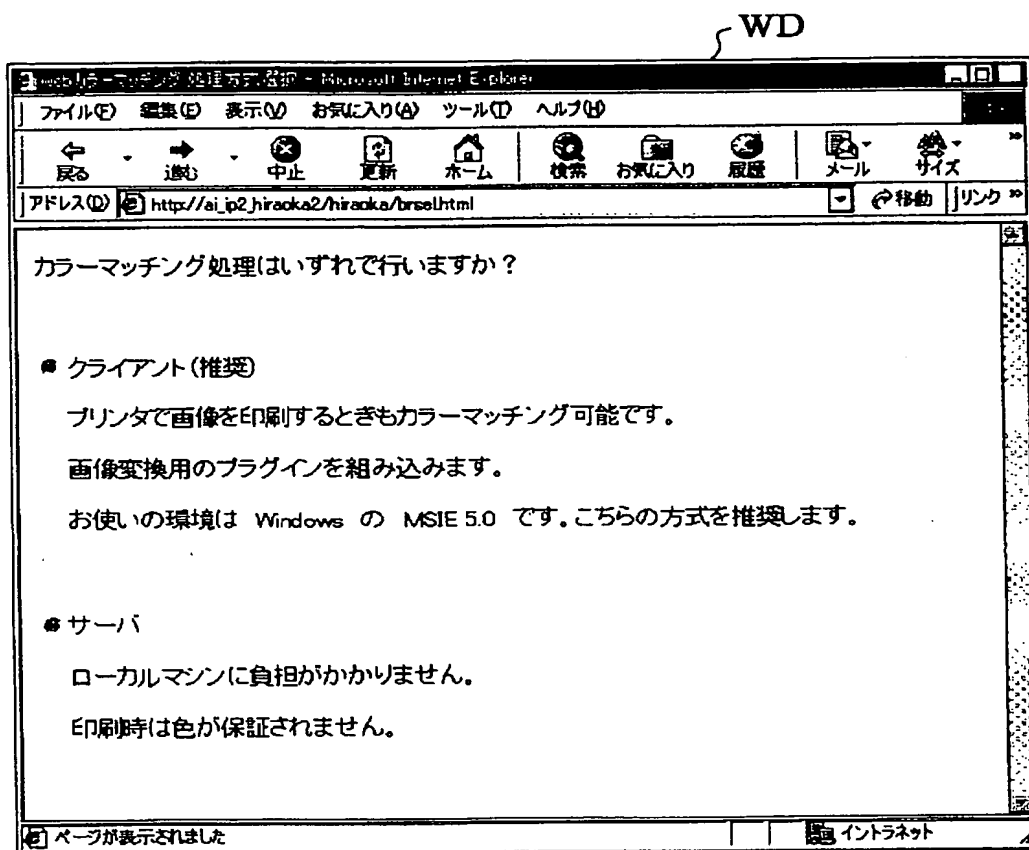 WD
webカラーマッチング 処理方式選択 - Microsoft Internet Explorer
ファイル(F) 編集(E) 表示(V) お気に入り(A) ツール(T) ヘルプ(H)
戻る 進む 中止 更新 ホーム 検索 お気に入り 履歴 メール サイズ »
アドレス(D) http://ai_ip2_hiraoka2/hiraoka/brsel.html 移動 リンク »
カラーマッチング処理はいずれで行いますか？
クライアント(推奨)
プリンタで画像を印刷するときもカラーマッチング可能です。
画像変換用のプラグインを組み込みます。
お使いの環境は Windows の MSIE 5.0 です。こちらの方式を推奨します。
サーバ
ローカルマシンに負担がかかりません。
印刷時は色が保証されません。
ページが表示されました イントラネット